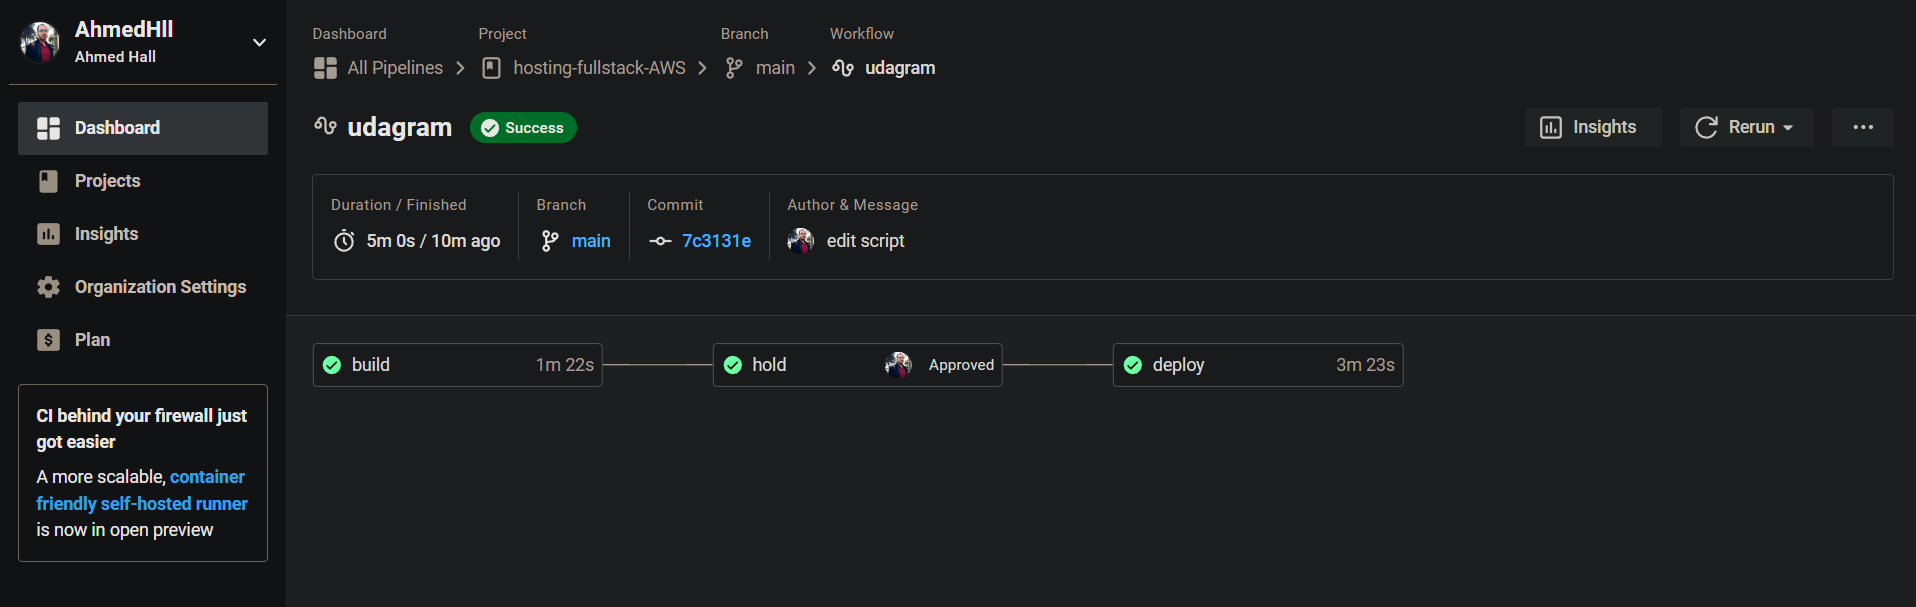 AhmedHll
Ahmed Hall
Dashboard
Projects
Insights
Organization Settings
Plan
CI behind your firewall just
got easier
A more scalable, container
friendly self-hosted runner
is now in open preview
Dashboard Project Branch Workflow
All Pipelines hosting-fullstack-AWS main udagram
udagram Success Insights Rerun
Duration / Finished Branch Commit Author & Message
5m 0s / 10m ago main 7c3131e edit script
build 1m 22s hold Approved deploy 3m 23s